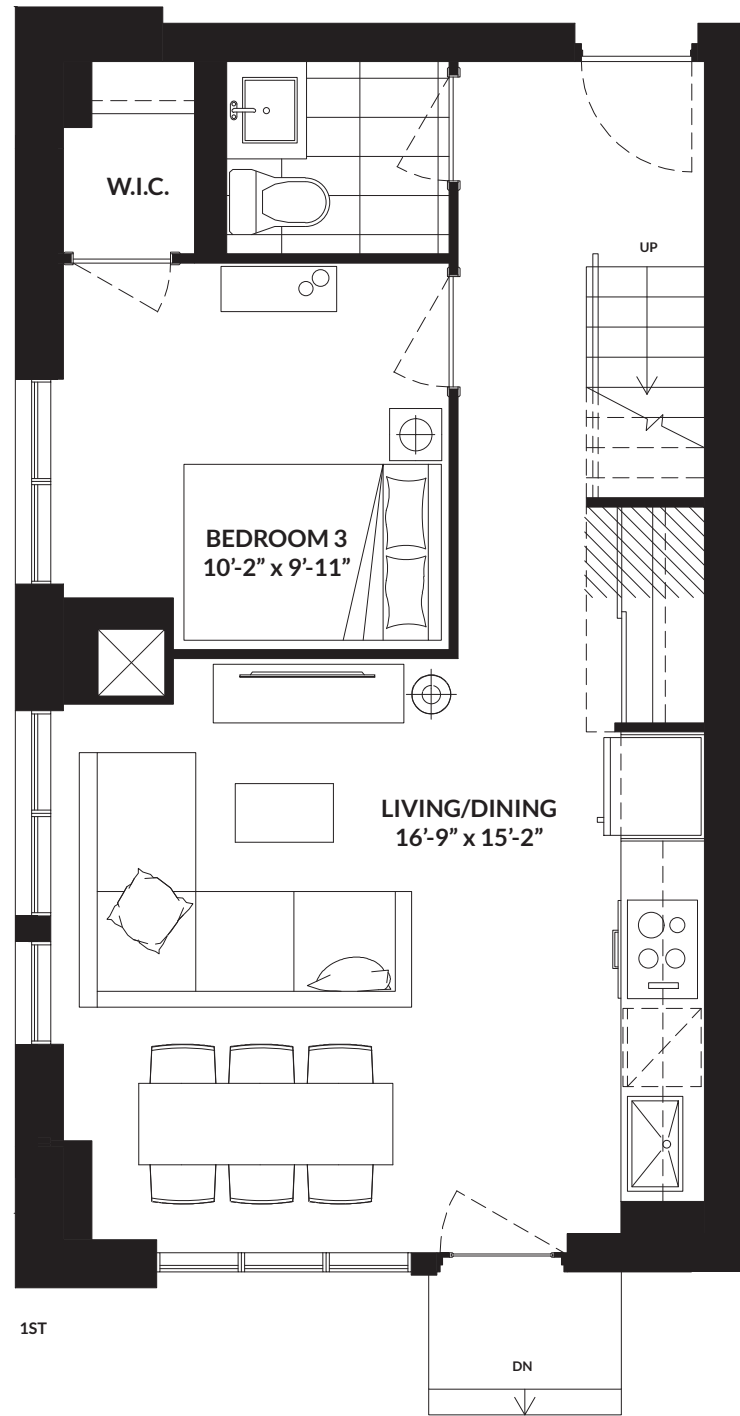 W.I.C.
UP
BEDROOM 3
10’-2” x 9’-11”
LIVING/DINING
16’-9” x 15’-2”
1ST
DN